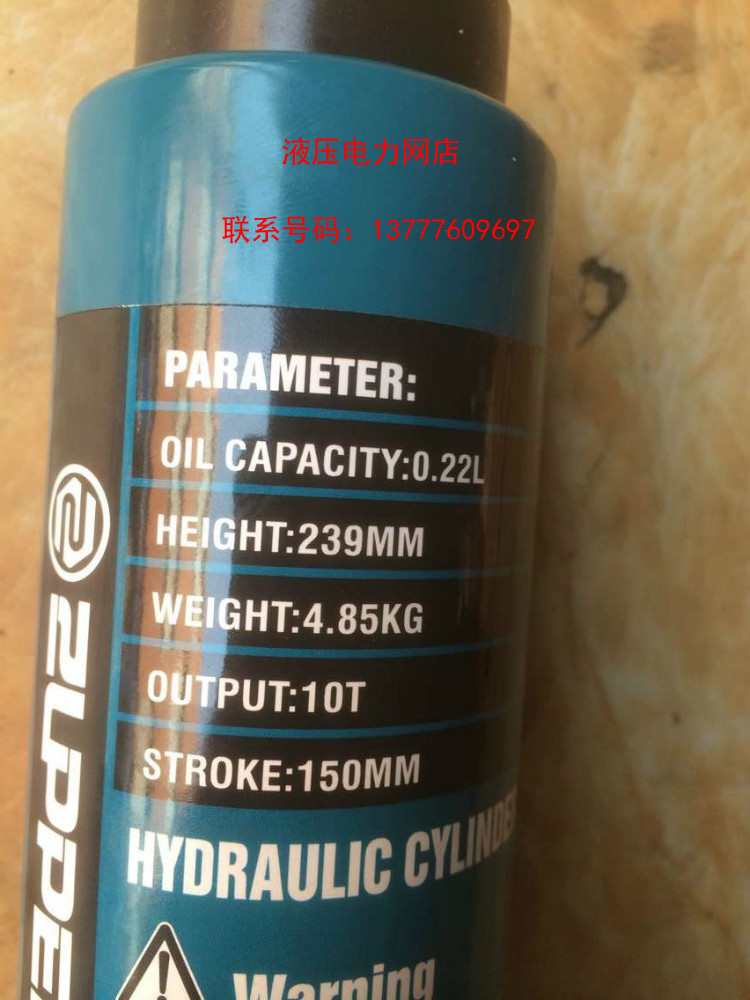 液压电力网店
联系号码：13777609697
PARAMETER:
OIL CAPACITY:0.22L
HEIGHT:239MM
WEIGHT:4.85KG
OUTPUT:10T
STROKE:150MM
HYDRAULIC CYLINDER
Warning